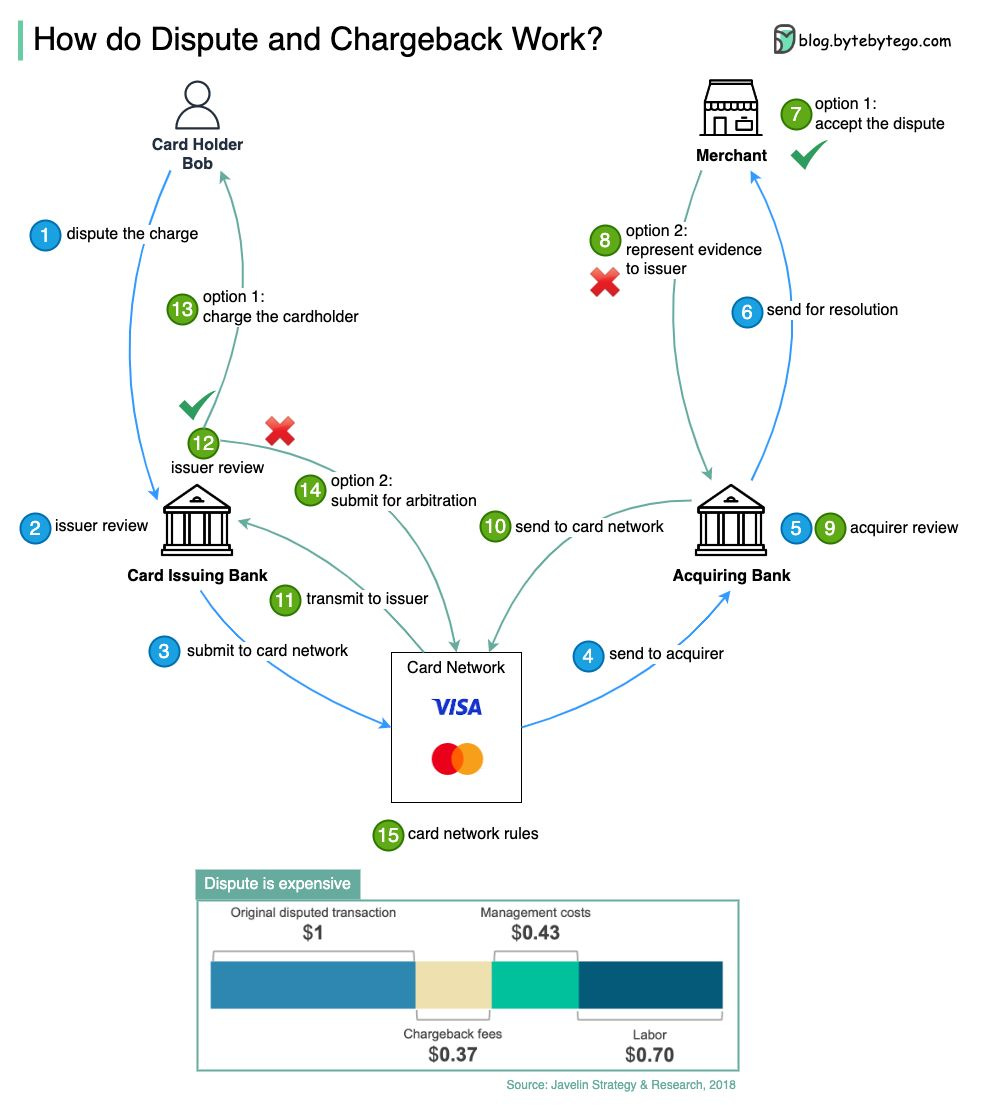 How do Dispute and Chargeback Work?
blog.bytebytego.com
Card Holder
Bob
Merchant
7
option 1:
accept the dispute
1 dispute the charge
8
option 2:
represent evidence
to issuer
13
option 1:
charge the cardholder
6 send for resolution
12
issuer review
14
option 2:
submit for arbitration
2 issuer review
10 send to card network
5 9 acquirer review
Card Issuing Bank
Acquiring Bank
11 transmit to issuer
3 submit to card network
4 send to acquirer
Card Network
VISA
15 card network rules
Dispute is expensive
Original disputed transaction
$1
Management costs
$0.43
Chargeback fees
$0.37
Labor
$0.70
Source: Javelin Strategy & Research, 2018